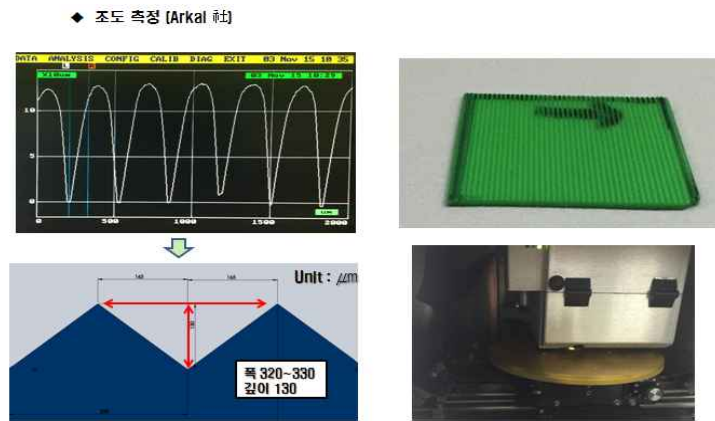 ◆ 조도 측정 (Arkal 社)
DATA ANALYSIS CONFIG CALIB DIAG EXIT 03 Nov 15 10 35
X10um
03 Nov 15 10:29
10
5
0
0 500 1000 1500 2000
um
Unit : ㎛
폭 320~330
깊이 130